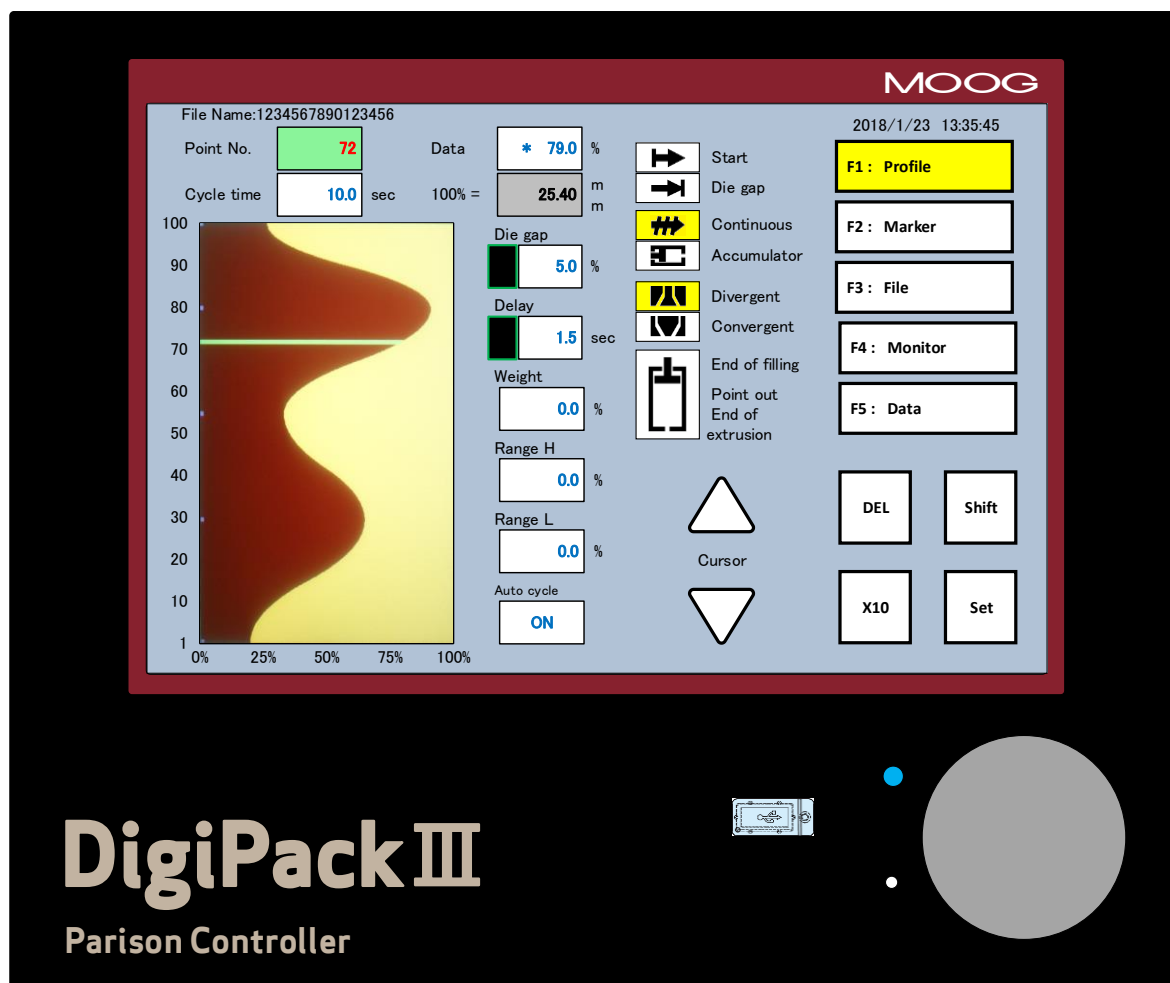 MOOG
File Name:1234567890123456
2018/1/23 13:35:45
Point No. 72 Data * 79.0 %
Cycle time 10.0 sec 100% = 25.40 m
m
Die gap
5.0 %
Delay
1.5 sec
Weight
0.0 %
Range H
0.0 %
Range L
0.0 %
Auto cycle
ON
100
90
80
70
60
50
40
30
20
10
1
0% 25% 50% 75% 100%
Start
Die gap
Continuous
Accumulator
Divergent
Convergent
End of filling
Point out
End of
extrusion
Cursor
F1 : Profile
F2 : Marker
F3 : File
F4 : Monitor
F5 : Data
DEL Shift
X10 Set
DigiPackⅢ
Parison Controller